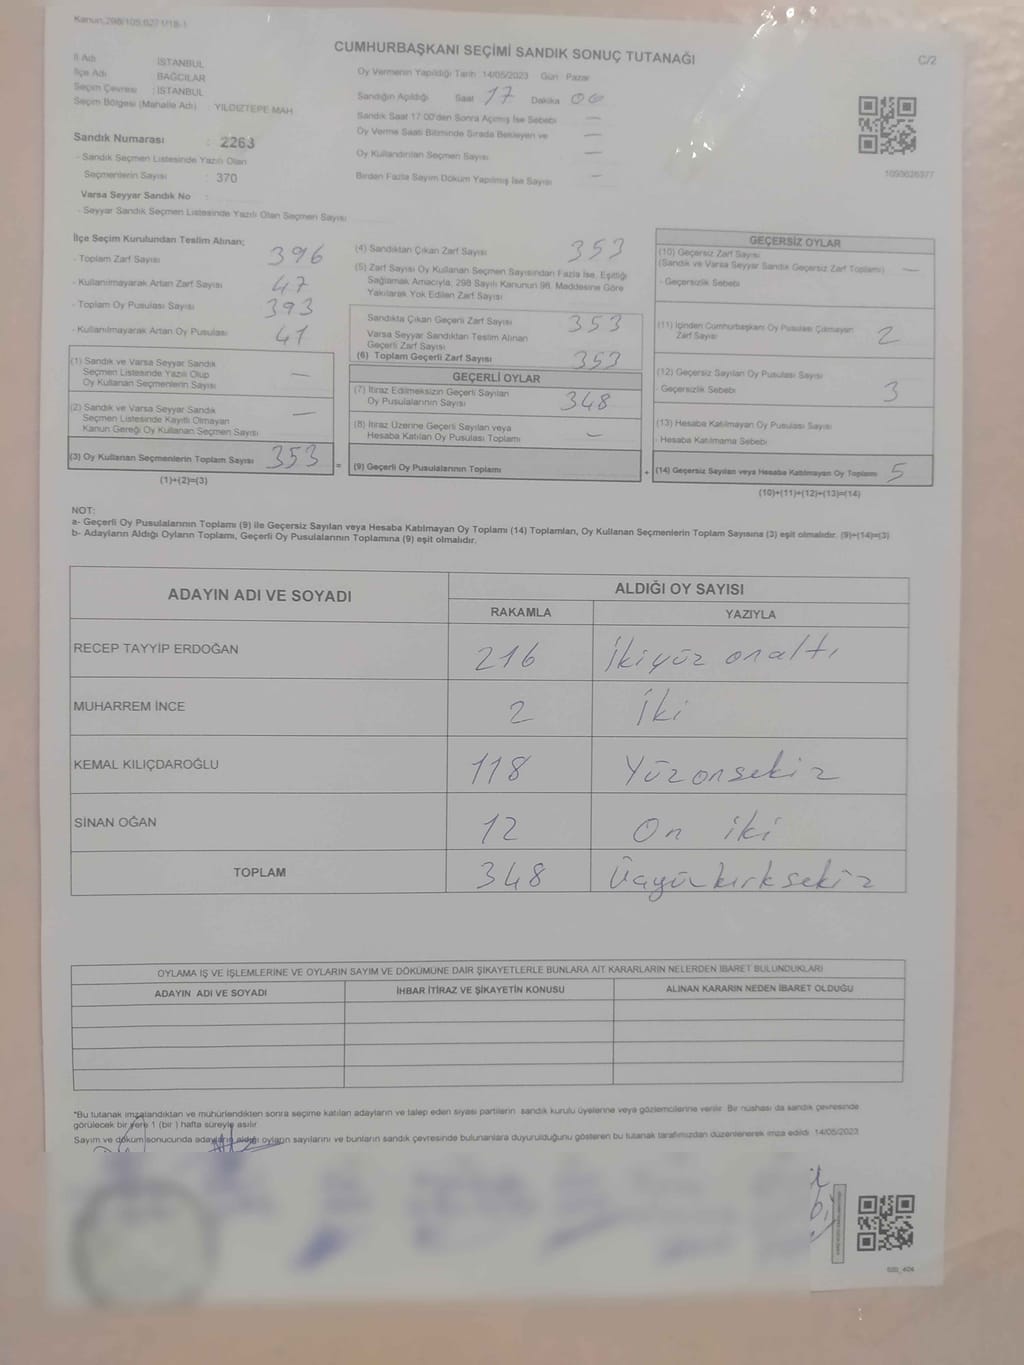 Kanun,298/105,6271/18-1
CUMHURBAŞKANI SEÇİMİ SANDIK SONUÇ TUTANAĞI
C/2
İl Adı : İSTANBUL
İlçe Adı : BAĞCILAR
Seçim Çevresi : İSTANBUL
Seçim Bölgesi (Mahalle Adı) : YILDIZTEPE MAH.
Oy Vermenin Yapıldığı Tarih :14/05/2023 Gün : Pazar
Sandığın Açıldığı Saat 17 Dakika 00
Sandık Saat 17:00'den Sonra Açılmış İse Sebebi —
Oy Verme Saati Bitiminde Sırada Bekleyen ve —
Oy Kullandırılan Seçmen Sayısı —
Birden Fazla Sayım Döküm Yapılmış İse Sayısı —
1093626377
Sandık Numarası : 2263
- Sandık Seçmen Listesinde Yazılı Olan
Seçmenlerin Sayısı : 370
Varsa Seyyar Sandık No :
- Seyyar Sandık Seçmen Listesinde Yazılı Olan Seçmen Sayısı
İlçe Seçim Kurulundan Teslim Alınan;
- Toplam Zarf Sayısı 396
- Kullanılmayarak Artan Zarf Sayısı 47
- Toplam Oy Pusulası Sayısı 393
- Kullanılmayarak Artan Oy Pusulası 41
(1) Sandık ve Varsa Seyyar Sandık
Seçmen Listesinde Yazılı Olup
Oy Kullanan Seçmenlerin Sayısı —
(2) Sandık ve Varsa Seyyar Sandık
Seçmen Listesinde Kayıtlı Olmayan
Kanun Gereği Oy Kullanan Seçmen Sayısı —
(3) Oy Kullanan Seçmenlerin Toplam Sayısı 353
(1)+(2)=(3)
=
(4) Sandıktan Çıkan Zarf Sayısı 353
(5) Zarf Sayısı Oy Kullanan Seçmen Sayısından Fazla İse, Eşitliği
Sağlamak Amacıyla, 298 Sayılı Kanunun 98. Maddesine Göre
Yakılarak Yok Edilen Zarf Sayısı
Sandıkta Çıkan Geçerli Zarf Sayısı 353
Varsa Seyyar Sandıktan Teslim Alınan
Geçerli Zarf Sayısı
(6) Toplam Geçerli Zarf Sayısı 353
GEÇERLİ OYLAR
(7) İtiraz Edilmeksizin Geçerli Sayılan
Oy Pusulalarının Sayısı 348
(8) İtiraz Üzerine Geçerli Sayılan veya
Hesaba Katılan Oy Pusulası Toplamı —
(9) Geçerli Oy Pusulalarının Toplamı
+
GEÇERSİZ OYLAR
(10) Geçersiz Zarf Sayısı
(Sandık ve Varsa Seyyar Sandık Geçersiz Zarf Toplamı) —
- Geçersizlik Sebebi
(11) İçinden Cumhurbaşkanı Oy Pusulası Çıkmayan
Zarf Sayısı 2
(12) Geçersiz Sayılan Oy Pusulası Sayısı
- Geçersizlik Sebebi 3
(13) Hesaba Katılmayan Oy Pusulası Sayısı
- Hesaba Katılmama Sebebi
(14) Geçersiz Sayılan veya Hesaba Katılmayan Oy Toplamı 5
(10)+(11)+(12)+(13)=(14)
NOT:
a- Geçerli Oy Pusulalarının Toplamı (9) ile Geçersiz Sayılan veya Hesaba Katılmayan Oy Toplamı (14) Toplamları, Oy Kullanan Seçmenlerin Toplam Sayısına (3) eşit olmalıdır. (9)+(14)=(3)
b- Adayların Aldığı Oyların Toplamı, Geçerli Oy Pusulalarının Toplamına (9) eşit olmalıdır.
ADAYIN ADI VE SOYADI ALDIĞI OY SAYISI
RAKAMLA YAZIYLA
RECEP TAYYİP ERDOĞAN 216 İkiyüz onaltı
MUHARREM İNCE 2 İki
KEMAL KILIÇDAROĞLU 118 Yüzonsekiz
SİNAN OĞAN 12 On iki
TOPLAM 348 Üçyüzkırksekiz
OYLAMA İŞ VE İŞLEMLERİNE VE OYLARIN SAYIM VE DÖKÜMÜNE DAİR ŞİKAYETLERLE BUNLARA AİT KARARLARIN NELERDEN İBARET BULUNDUKLARI
ADAYIN ADI VE SOYADI İHBAR İTİRAZ VE ŞİKAYETİN KONUSU ALINAN KARARIN NEDEN İBARET OLDUĞU
*Bu tutanak imzalandıktan ve mühürlendikten sonra seçime katılan adayların ve talep eden siyasi partilerin sandık kurulu üyelerine veya gözlemcilerine verilir. Bir nüshası da sandık çevresinde
görülecek bir yere 1 (bir ) hafta süreyle asılır.
Sayım ve döküm sonucunda adayların aldığı oyların sayılarını ve bunların sandık çevresinde bulunanlara duyurulduğunu gösteren bu tutanak tarafımızdan düzenlenerek imza edildi. 14/05/2023